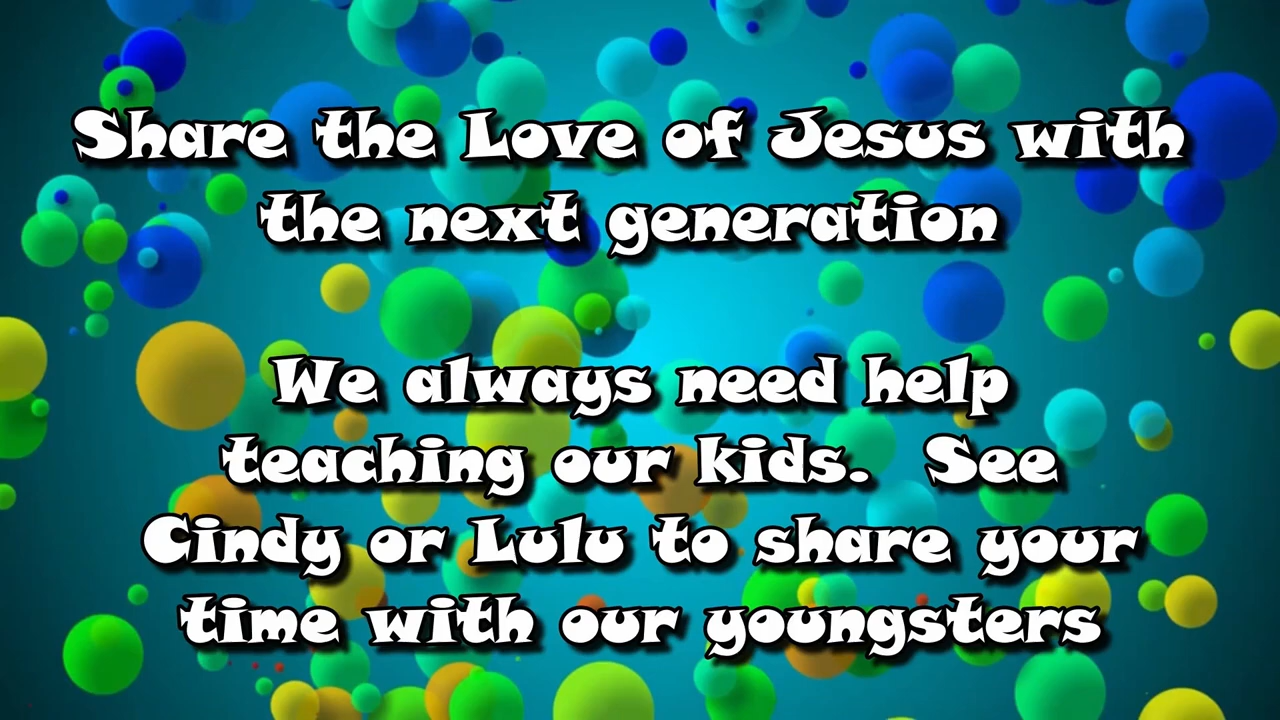 Share the Love of Jesus with
the next generation
We always need help
teaching our kids.  See
Cindy or Lulu to share your
time with our youngsters